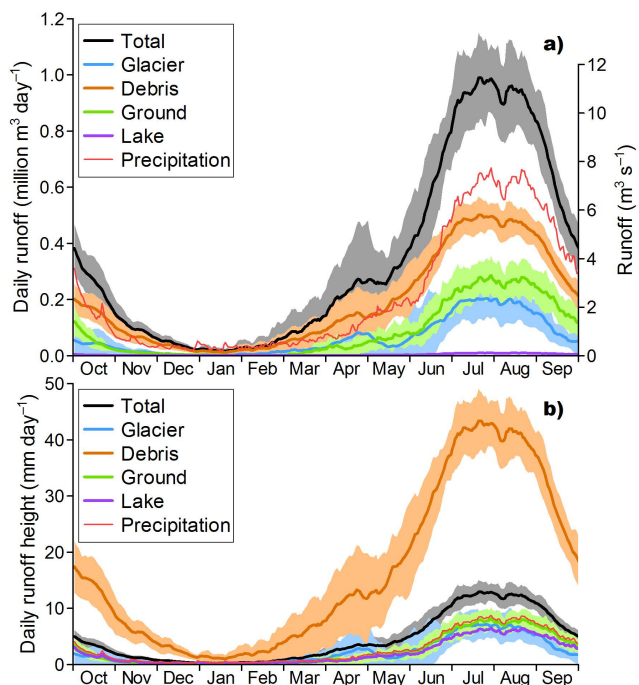 a)
Total
Glacier
Debris
Ground
Lake
Precipitation
Daily runoff (million m³ day⁻¹)
1.2
1.0
0.8
0.6
0.4
0.2
0.0
Runoff (m³ s⁻¹)
12
10
8
6
4
2
0
Oct Nov Dec Jan Feb Mar Apr May Jun Jul Aug Sep
b)
Total
Glacier
Debris
Ground
Lake
Precipitation
Daily runoff height (mm day⁻¹)
50
40
30
20
10
0
Oct Nov Dec Jan Feb Mar Apr May Jun Jul Aug Sep